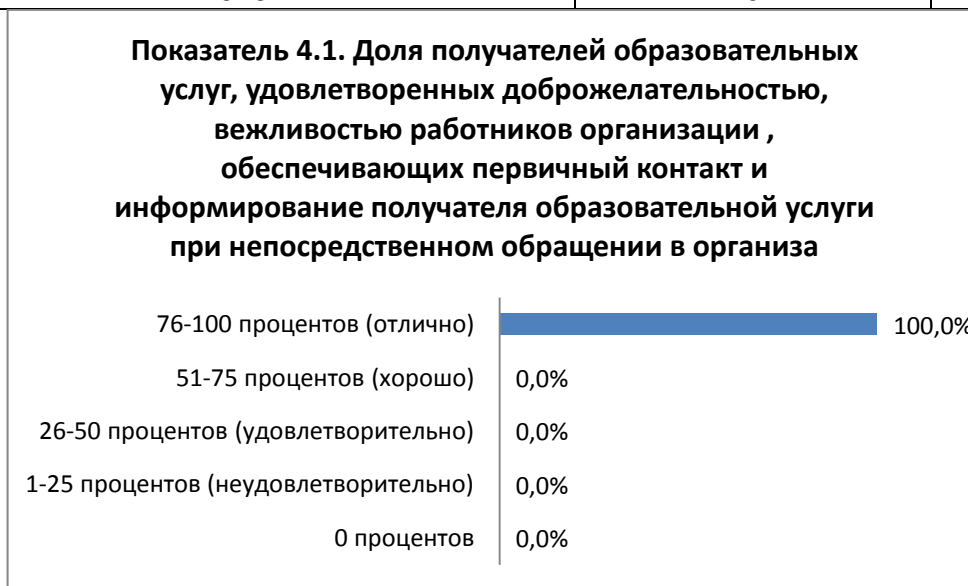 Показатель 4.1. Доля получателей образовательных
услуг, удовлетворенных доброжелательностью,
вежливостью работников организации ,
обеспечивающих первичный контакт и
информирование получателя образовательной услуги
при непосредственном обращении в организа
76-100 процентов (отлично) 100,0%
51-75 процентов (хорошо) 0,0%
26-50 процентов (удовлетворительно) 0,0%
1-25 процентов (неудовлетворительно) 0,0%
0 процентов 0,0%